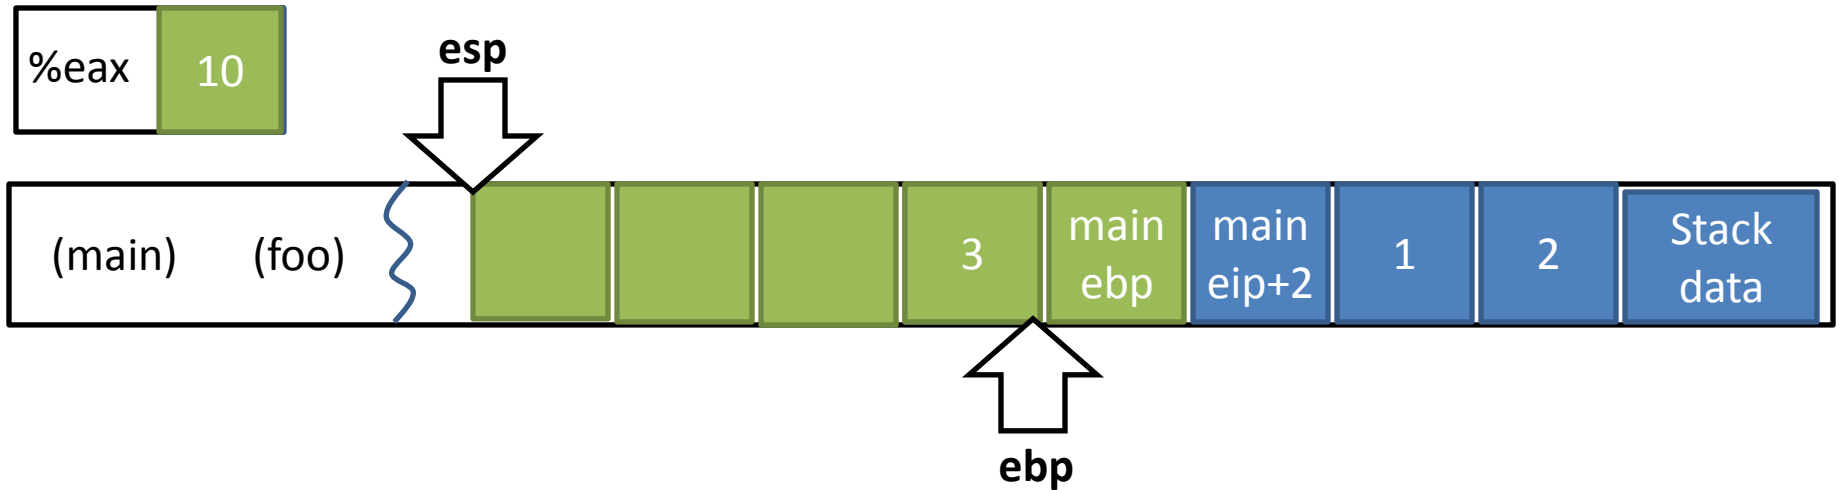 %eax 10
esp
(main) (foo) 3 main ebp main eip+2 1 2 Stack data
ebp